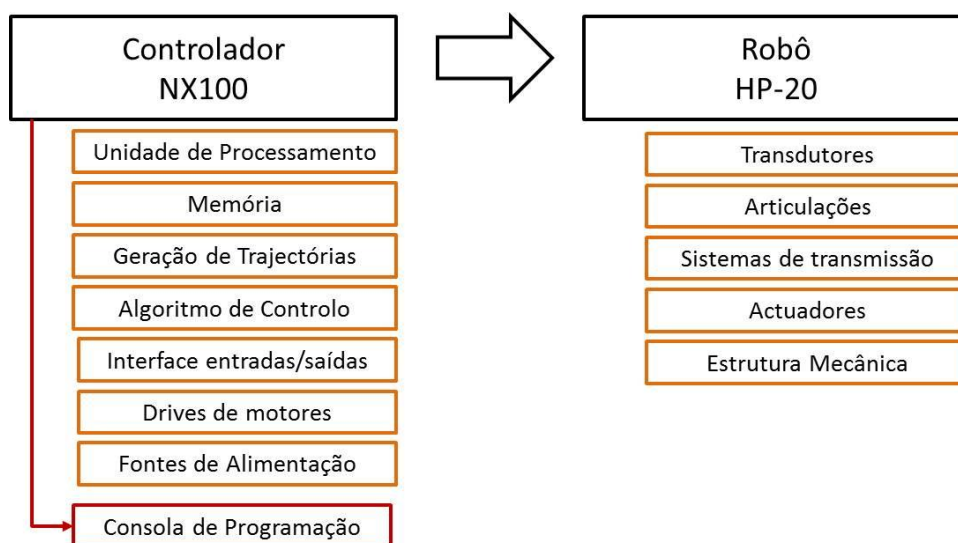 Controlador
NX100
Unidade de Processamento
Memória
Geração de Trajectórias
Algoritmo de Controlo
Interface entradas/saídas
Drives de motores
Fontes de Alimentação
Consola de Programação
Robô
HP-20
Transdutores
Articulações
Sistemas de transmissão
Actuadores
Estrutura Mecânica